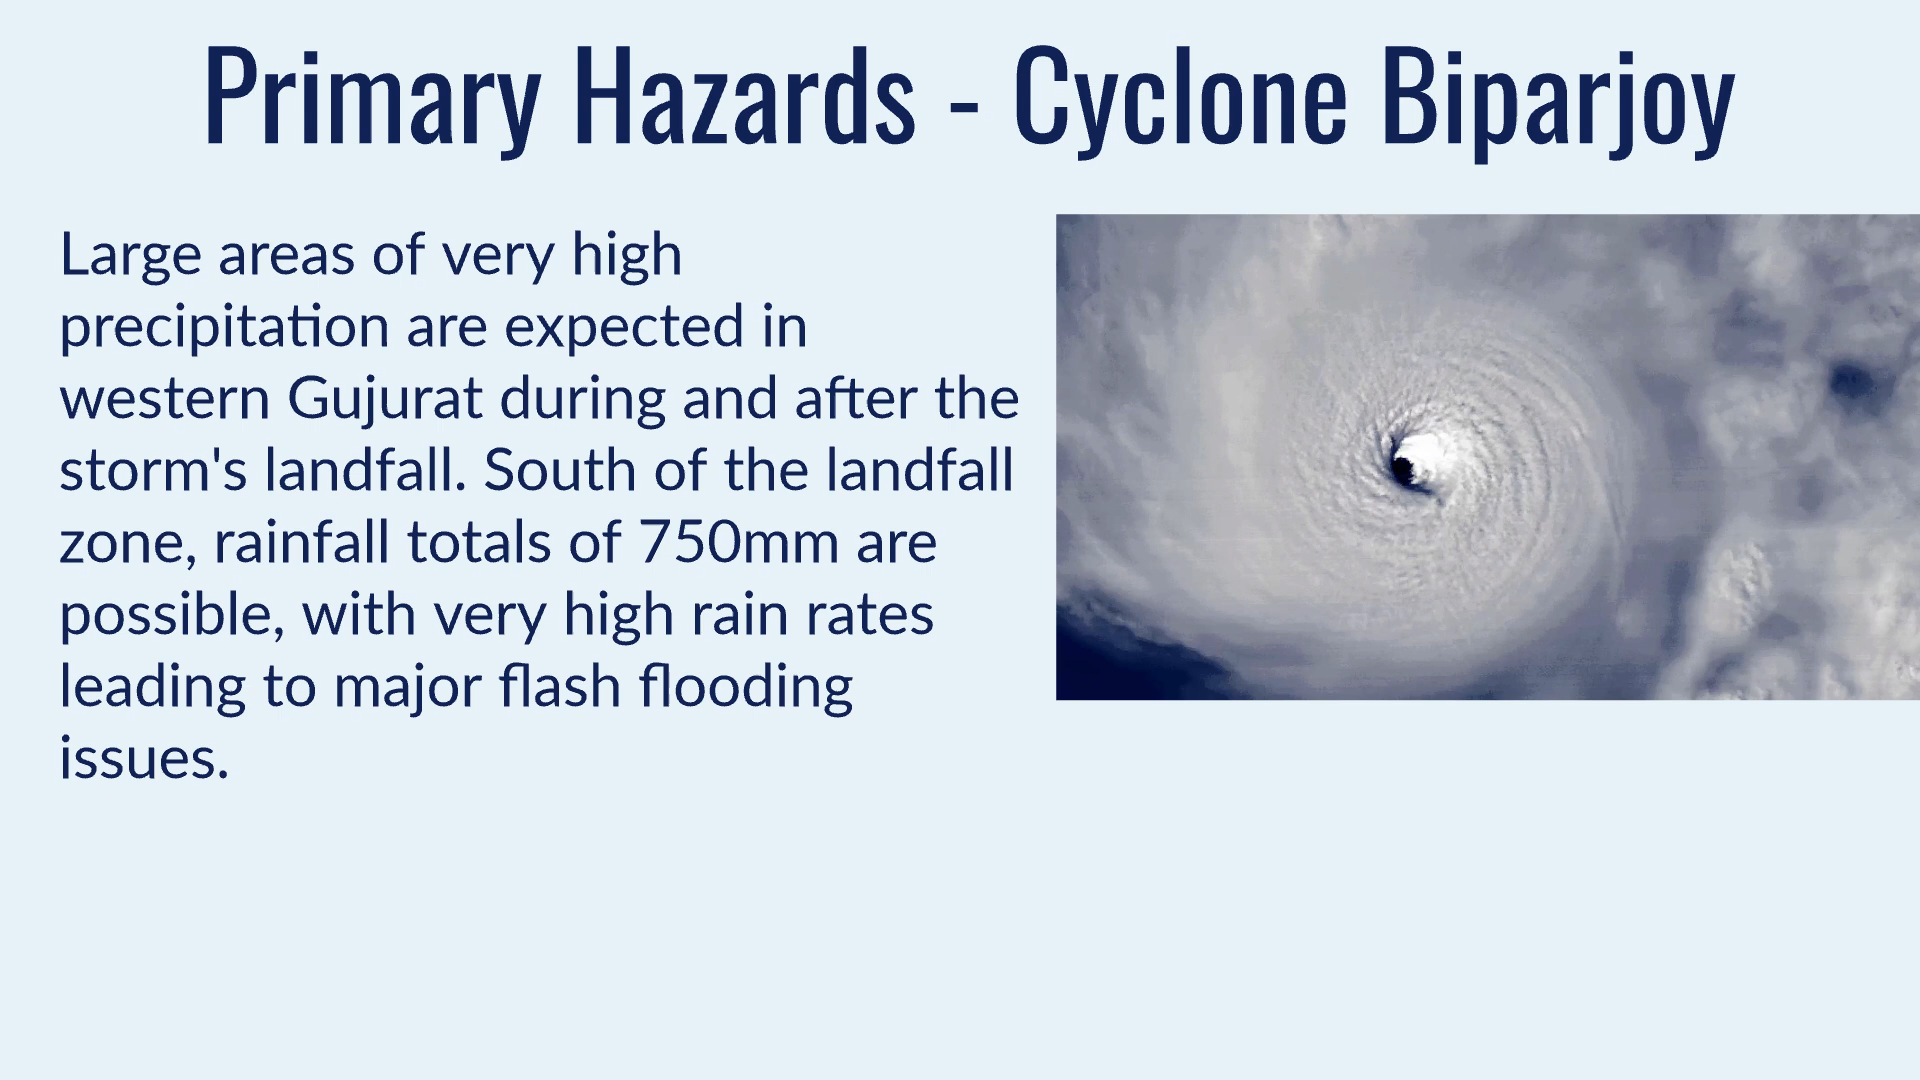 Primary Hazards - Cyclone Biparjoy
Large areas of very high
precipitation are expected in
western Gujurat during and after the
storm's landfall. South of the landfall
zone, rainfall totals of 750mm are
possible, with very high rain rates
leading to major flash flooding
issues.